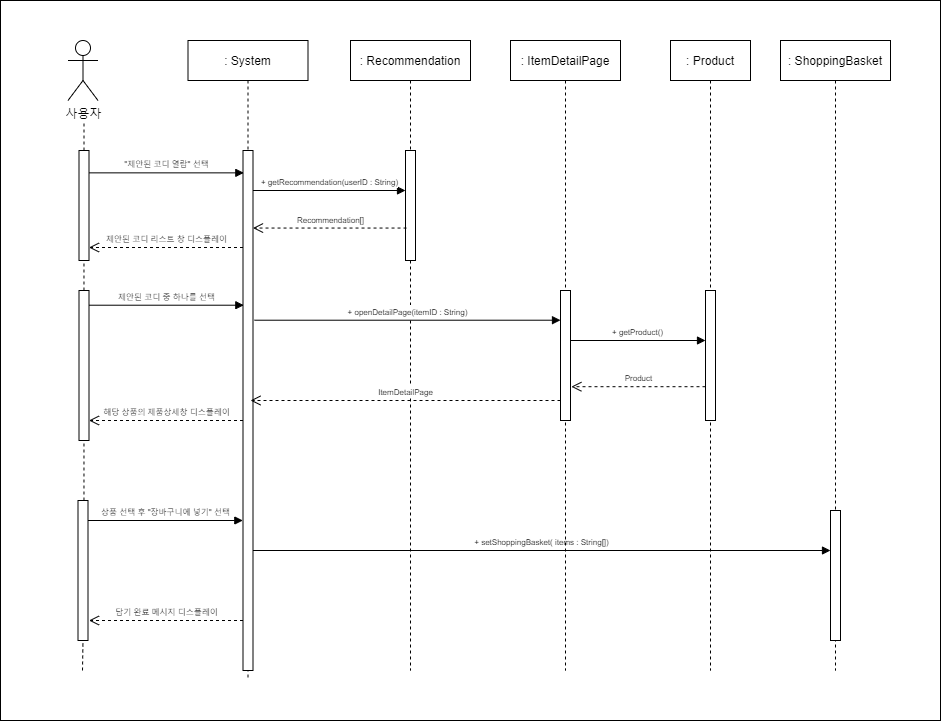 : System
: Recommendation
: ItemDetailPage
: Product
: ShoppingBasket
사용자
"제안된 코디 열람" 선택
+ getRecommendation(userID : String)
Recommendation[]
제안된 코디 리스트 창 디스플레이
제안된 코디 중 하나를 선택
+ openDetailPage(itemID : String)
+ getProduct()
Product
ItemDetailPage
해당 상품의 제품상세창 디스플레이
상품 선택 후 "장바구니에 넣기" 선택
+ setShoppingBasket( items : String[])
담기 완료 메시지 디스플레이